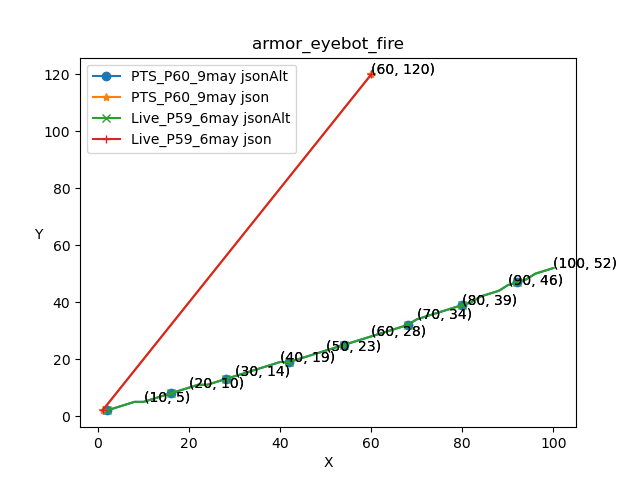 armor_eyebot_fire
PTS_P60_9may jsonAlt
PTS_P60_9may json
Live_P59_6may jsonAlt
Live_P59_6may json
(60, 120)
120
100
80
60
40
20
0
Y
(100, 52)
(90, 46)
(80, 39)
(70, 34)
(60, 28)
(50, 23)
(40, 19)
(30, 14)
(20, 10)
(10, 5)
0 20 40 60 80 100
X